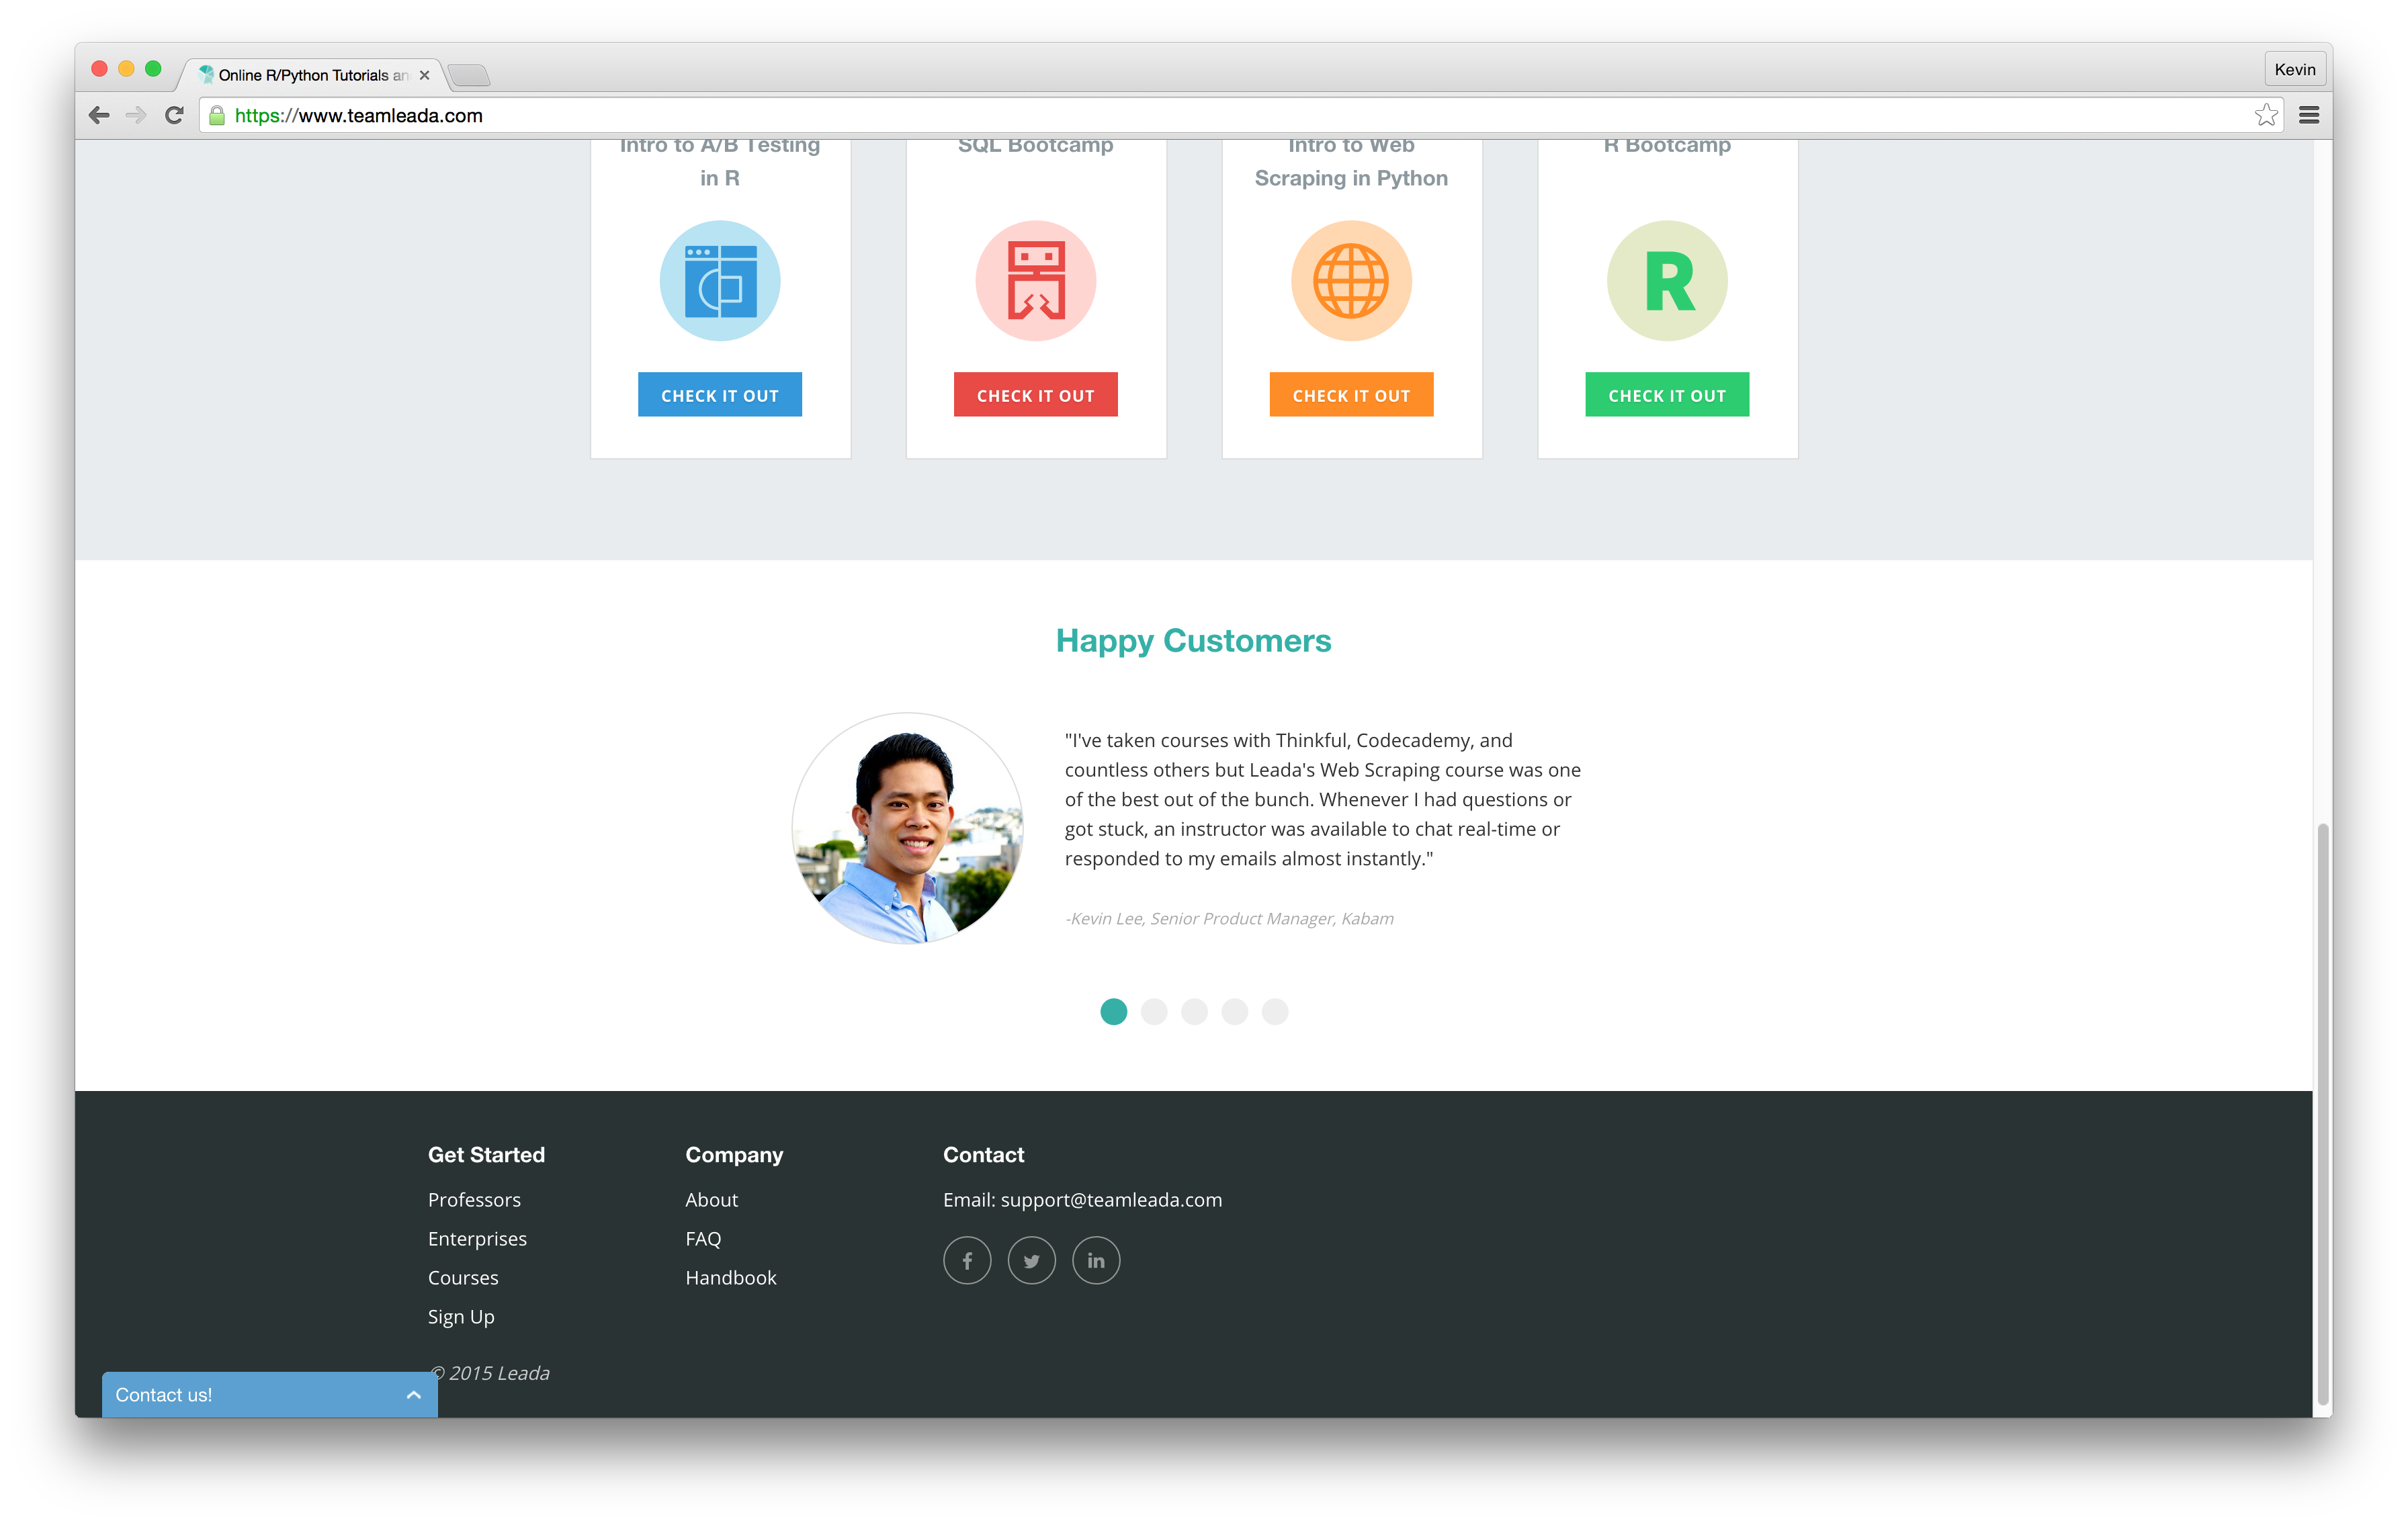 Online R/Python Tutorials an
Kevin
https://www.teamleada.com
Intro to A/B Testing
in R
SQL Bootcamp
Intro to Web
Scraping in Python
R Bootcamp
R
CHECK IT OUT
CHECK IT OUT
CHECK IT OUT
CHECK IT OUT
Happy Customers
"I've taken courses with Thinkful, Codecademy, and
countless others but Leada's Web Scraping course was one
of the best out of the bunch. Whenever I had questions or
got stuck, an instructor was available to chat real-time or
responded to my emails almost instantly."
-Kevin Lee, Senior Product Manager, Kabam
Get Started
Professors
Enterprises
Courses
Sign Up
© 2015 Leada
Company
About
FAQ
Handbook
Contact
Email: support@teamleada.com
f
in
Contact us!